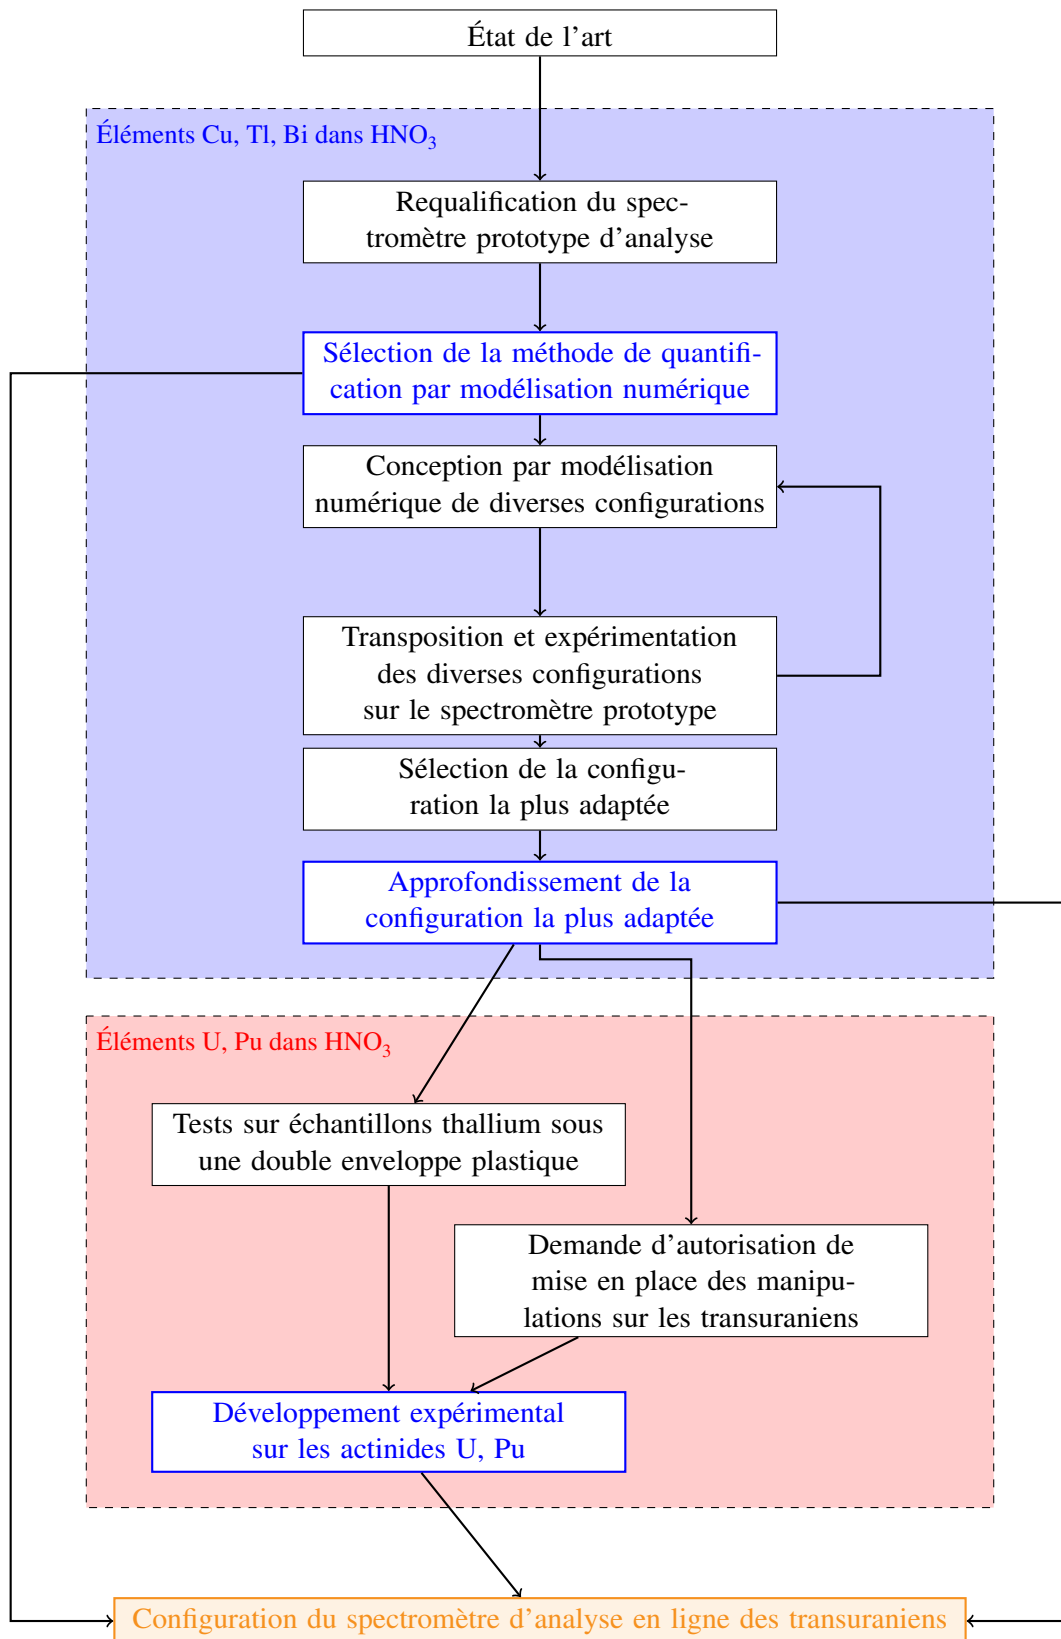 État de l'art
Éléments Cu, Tl, Bi dans HNO₃
Requalification du spec-
tromètre prototype d'analyse
Sélection de la méthode de quantifi-
cation par modélisation numérique
Conception par modélisation
numérique de diverses configurations
Transposition et expérimentation
des diverses configurations
sur le spectromètre prototype
Sélection de la configu-
ration la plus adaptée
Approfondissement de la
configuration la plus adaptée
Éléments U, Pu dans HNO₃
Tests sur échantillons thallium sous
une double enveloppe plastique
Demande d'autorisation de
mise en place des manipu-
lations sur les transuraniens
Développement expérimental
sur les actinides U, Pu
Configuration du spectromètre d'analyse en ligne des transuraniens